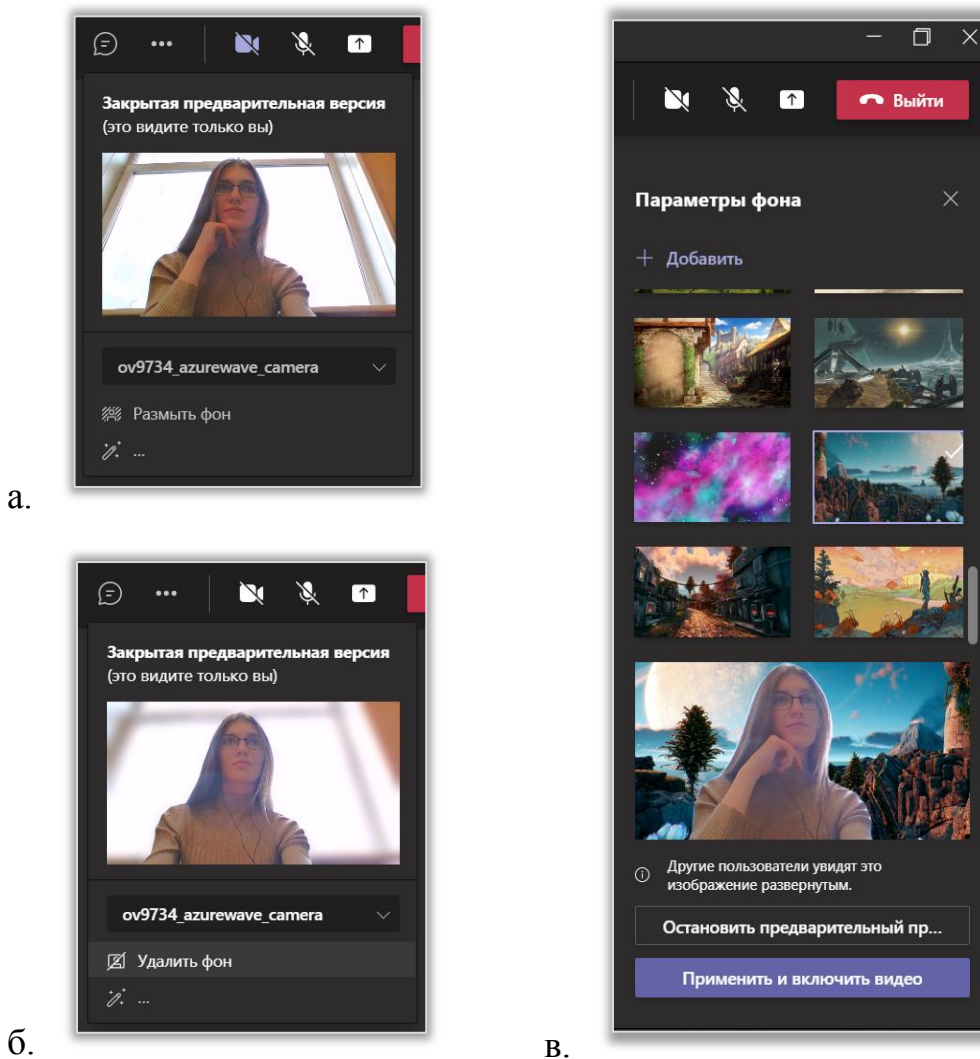 Закрытая предварительная версия
(это видите только вы)
ov9734_azurewave_camera
Размыть фон
...
а.
Закрытая предварительная версия
(это видите только вы)
ov9734_azurewave_camera
Удалить фон
...
б.
Выйти
Параметры фона
+ Добавить
Другие пользователи увидят это
изображение развернутым.
Остановить предварительный пр...
Применить и включить видео
в.